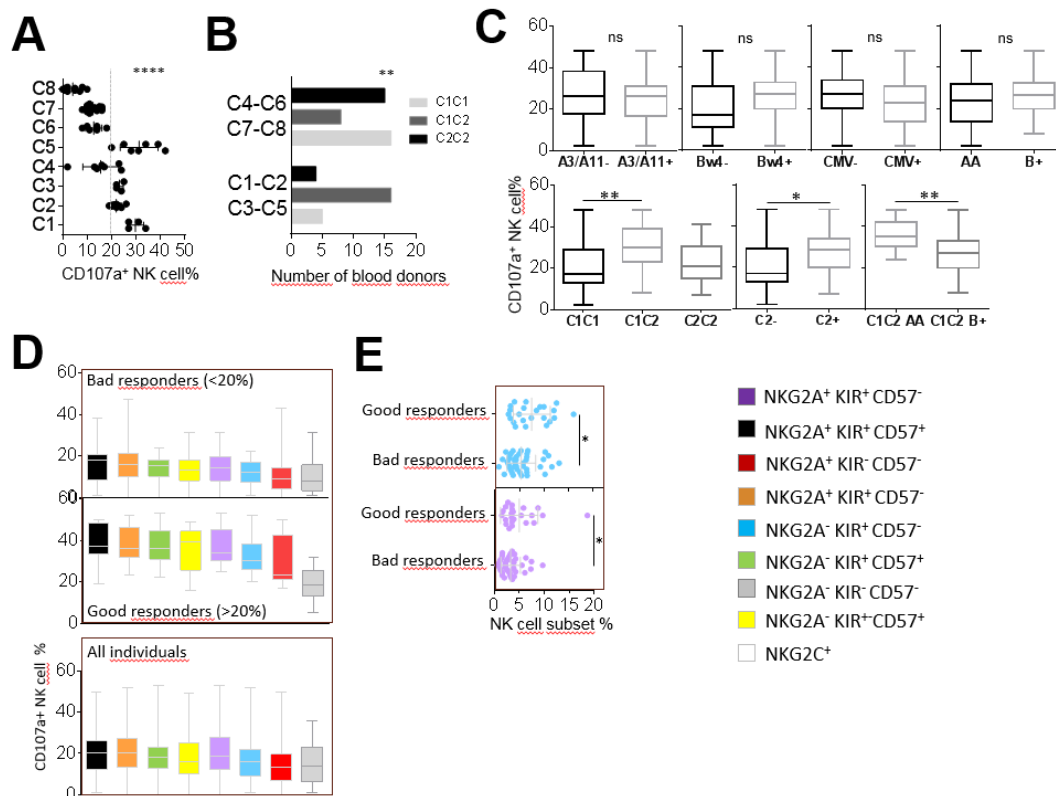 A
****
C8
C7
C6
C5
C4
C3
C2
C1
0 10 20 30 40 50
CD107a+ NK cell%
B
**
C4-C6
C7-C8
C1-C2
C3-C5
C1C1
C1C2
C2C2
0 5 10 15 20
Number of blood donors
C
60
40
20
0
ns
ns
ns
ns
A3/A11- A3/A11+ Bw4- Bw4+ CMV- CMV+ AA B+
CD107a+ NK cell%
60
40
20
0
**
*
**
C1C1 C1C2 C2C2 C2- C2+ C1C2 AA C1C2 B+
D
60
Bad responders (<20%)
40
20
0
60
40
20
0
Good responders (>20%)
All individuals
CD107a+ NK cell %
60
40
20
0
E
Good responders
Bad responders
*
Good responders
Bad responders
*
0 5 10 15 20
NK cell subset %
NKG2A+ KIR+ CD57-
NKG2A+ KIR+ CD57+
NKG2A+ KIR- CD57-
NKG2A+ KIR+ CD57-
NKG2A- KIR+ CD57-
NKG2A- KIR+ CD57+
NKG2A- KIR- CD57-
NKG2A- KIR+-CD57+
NKG2C+